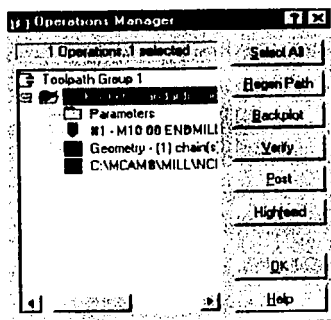 Operations Manager
1 Operations, 1 selected
Toolpath Group 1
Parameters
#1 - M10.00 ENDMILL
Geometry - (1) chain(s
C:\MCAM8\MILL\NCI
Select All
Regen Path
Backplot
Verify
Post
Highfeed
OK
Help